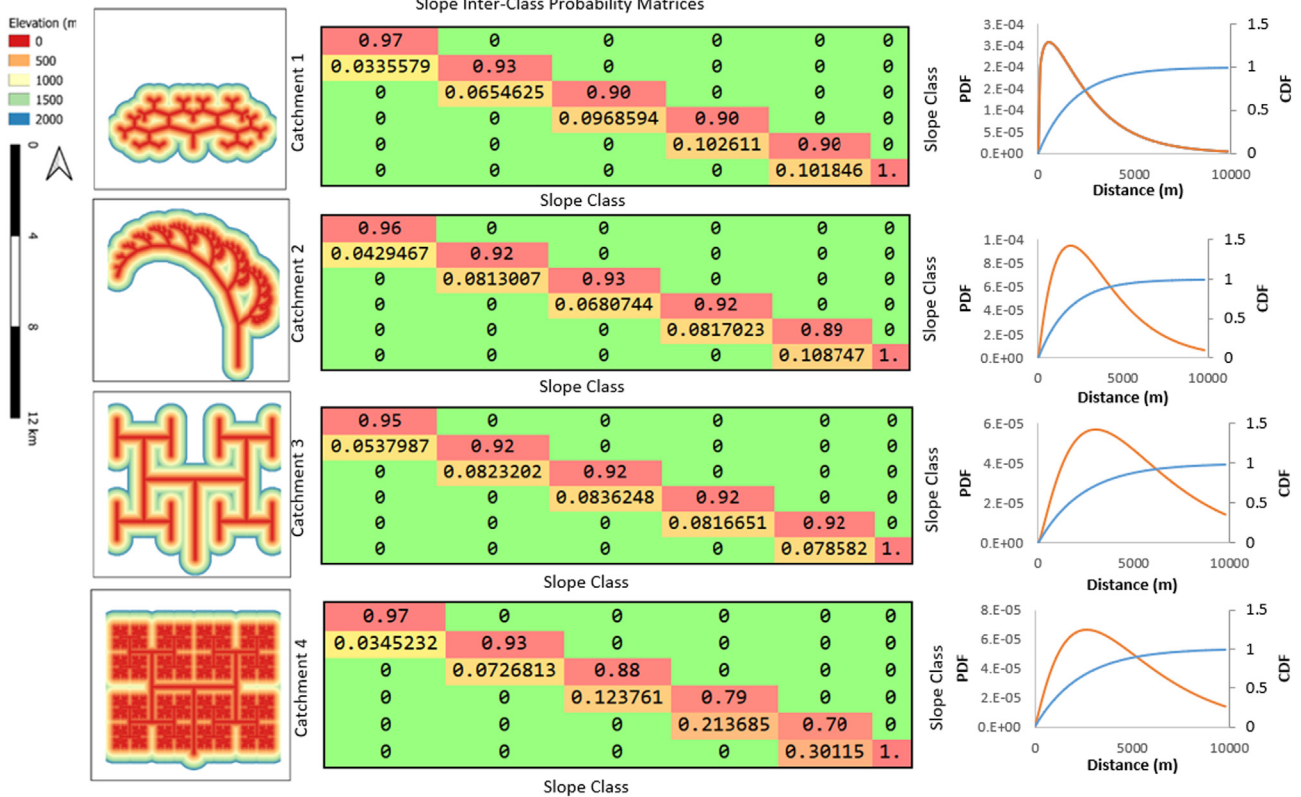 Slope Inter-Class Probability Matrices
Elevation (m
0
500
1000
1500
2000
0
4
8
12 km
Catchment 1
0.97 0 0 0 0 0
0.0335579 0.93 0 0 0 0
0 0.0654625 0.90 0 0 0
0 0 0.0968594 0.90 0 0
0 0 0 0.102611 0.90 0
0 0 0 0 0.101846 1.
Slope Class
Slope Class
PDF
3.E-04
3.E-04
2.E-04
2.E-04
1.E-04
5.E-05
0.E+00
1.5
1
0.5
0
CDF
0 5000 10000
Distance (m)
Catchment 2
0.96 0 0 0 0 0
0.0429467 0.92 0 0 0 0
0 0.0813007 0.93 0 0 0
0 0 0.0680744 0.92 0 0
0 0 0 0.0817023 0.89 0
0 0 0 0 0.108747 1.
Slope Class
Slope Class
PDF
1.E-04
8.E-05
6.E-05
4.E-05
2.E-05
0.E+00
1.5
1
0.5
0
CDF
0 5000 10000
Distance (m)
Catchment 3
0.95 0 0 0 0 0
0.0537987 0.92 0 0 0 0
0 0.0823202 0.92 0 0 0
0 0 0.0836248 0.92 0 0
0 0 0 0.0816651 0.92 0
0 0 0 0 0.078582 1.
Slope Class
Slope Class
PDF
6.E-05
4.E-05
2.E-05
0.E+00
1.5
1
0.5
0
CDF
0 5000 10000
Distance (m)
Catchment 4
0.97 0 0 0 0 0
0.0345232 0.93 0 0 0 0
0 0.0726813 0.88 0 0 0
0 0 0.123761 0.79 0 0
0 0 0 0.213685 0.70 0
0 0 0 0 0.30115 1.
Slope Class
Slope Class
PDF
8.E-05
6.E-05
4.E-05
2.E-05
0.E+00
1.5
1
0.5
0
CDF
0 5000 10000
Distance (m)